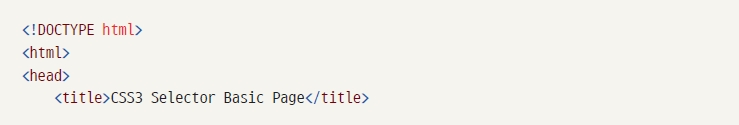 <!DOCTYPE html>
<html>
<head>
    <title>CSS3 Selector Basic Page</title>